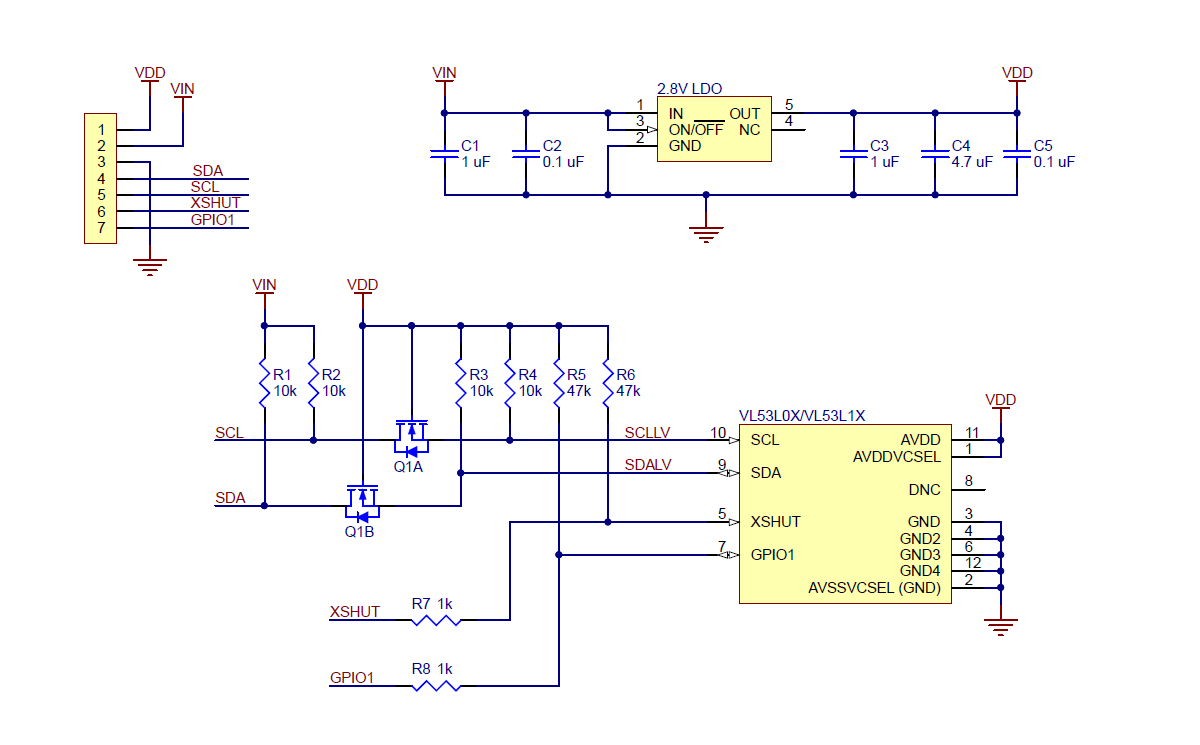 VDD
VIN
1
2
3
4 SDA
5 SCL
6 XSHUT
7 GPIO1
VIN
VDD
2.8V LDO
1 IN OUT 5
3 ON/OFF NC 4
2 GND
C1
1 uF
C2
0.1 uF
C3
1 uF
C4
4.7 uF
C5
0.1 uF
VIN
VDD
R1
10k
R2
10k
R3
10k
R4
10k
R5
47k
R6
47k
SCL
Q1A
SDA
Q1B
SCLLV
SDALV
VL53L0X/VL53L1X
VDD
10 SCL AVDD 11
AVDDVCSEL 1
9 SDA
DNC 8
5 XSHUT GND 3
GND2 4
7 GPIO1 GND3 6
GND4 12
AVSSVCSEL (GND) 2
XSHUT R7 1k
GPIO1 R8 1k